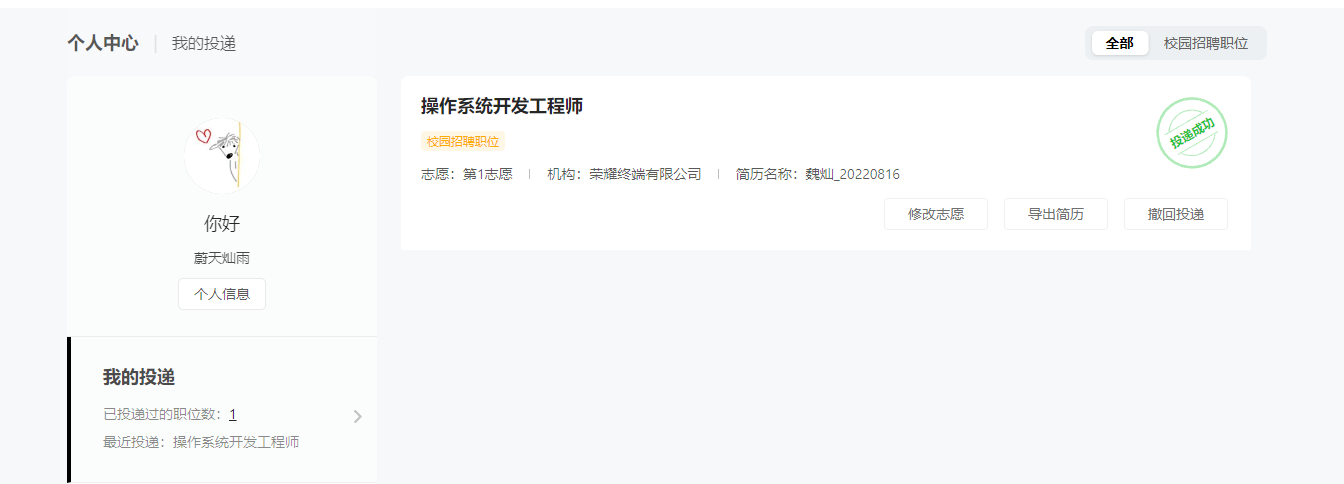 个人中心 | 我的投递
全部 校园招聘职位
你好
蔚天灿雨
个人信息
我的投递
已投递过的职位数：1
最近投递：操作系统开发工程师
操作系统开发工程师
校园招聘职位
志愿：第1志愿 | 机构：荣耀终端有限公司 | 简历名称：魏灿_20220816
投递成功
修改志愿 导出简历 撤回投递